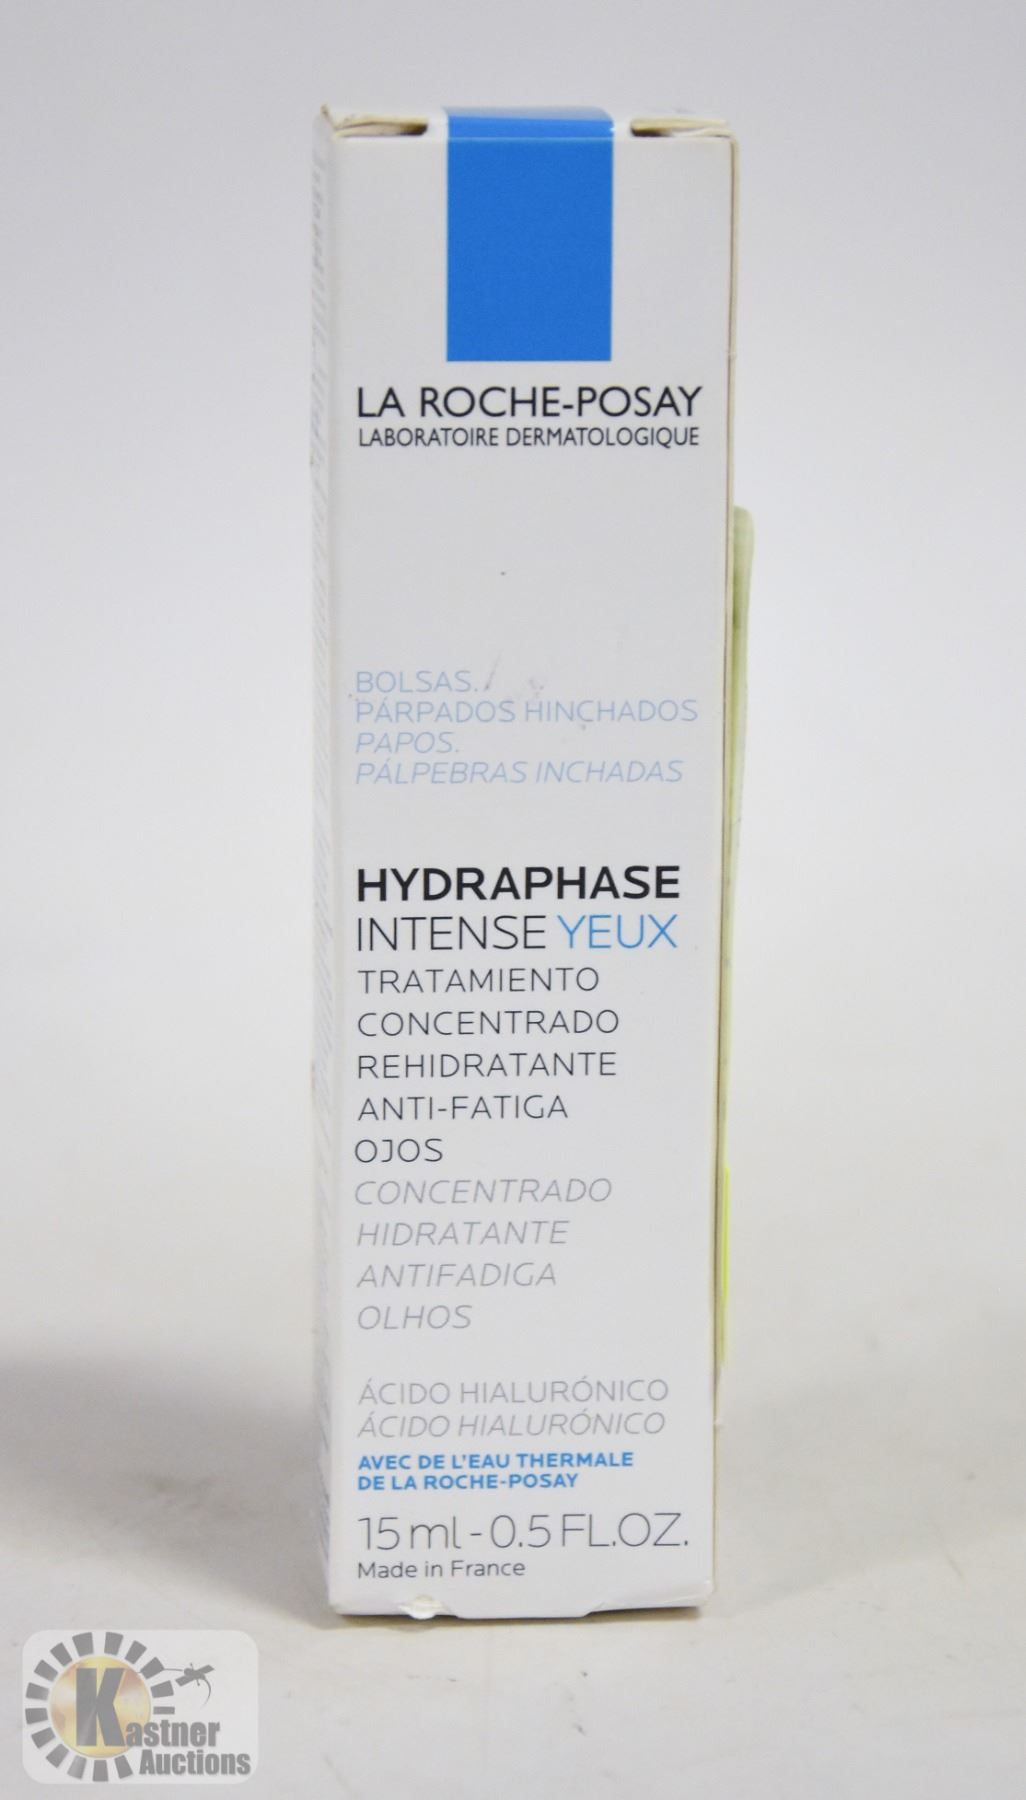 LA ROCHE-POSAY
LABORATOIRE DERMATOLOGIQUE
BOLSAS.
PÁRPADOS HINCHADOS
PAPOS.
PÁLPEBRAS INCHADAS
HYDRAPHASE
INTENSE YEUX
TRATAMIENTO
CONCENTRADO
REHIDRATANTE
ANTI-FATIGA
OJOS
CONCENTRADO
HIDRATANTE
ANTIFADIGA
OLHOS
ÁCIDO HIALURÓNICO
ÁCIDO HIALURÓNICO
AVEC DE L'EAU THERMALE
DE LA ROCHE-POSAY
15 ml - 0.5 FL.OZ.
Made in France
Kastner
Auctions